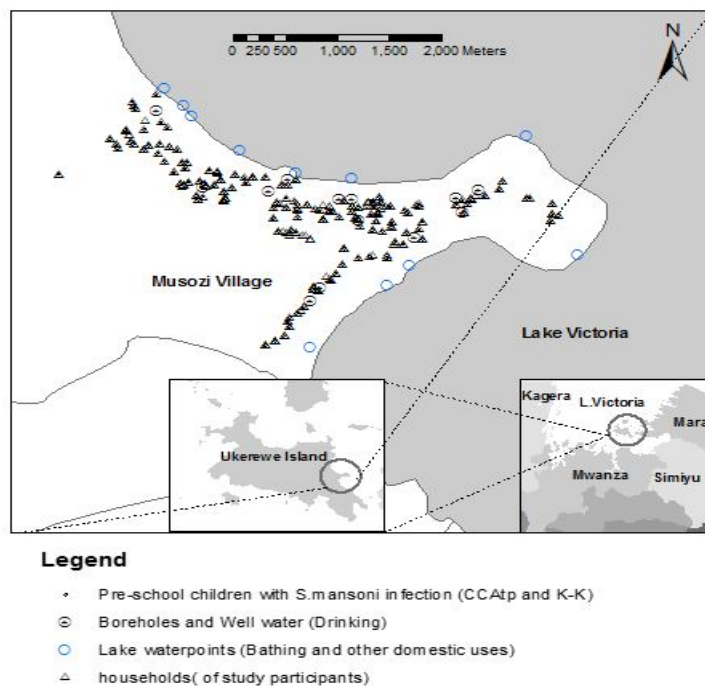 0 250 500 1,000 1,500 2,000 Meters
N
Musozi Village
Lake Victoria
Ukerewe Island
Kagera
L.Victoria
Mara
Mwanza
Simiyu
Legend
Pre-school children with S.mansoni infection (CCAtp and K-K)
Boreholes and Well water (Drinking)
Lake waterpoints (Bathing and other domestic uses)
households( of study participants)